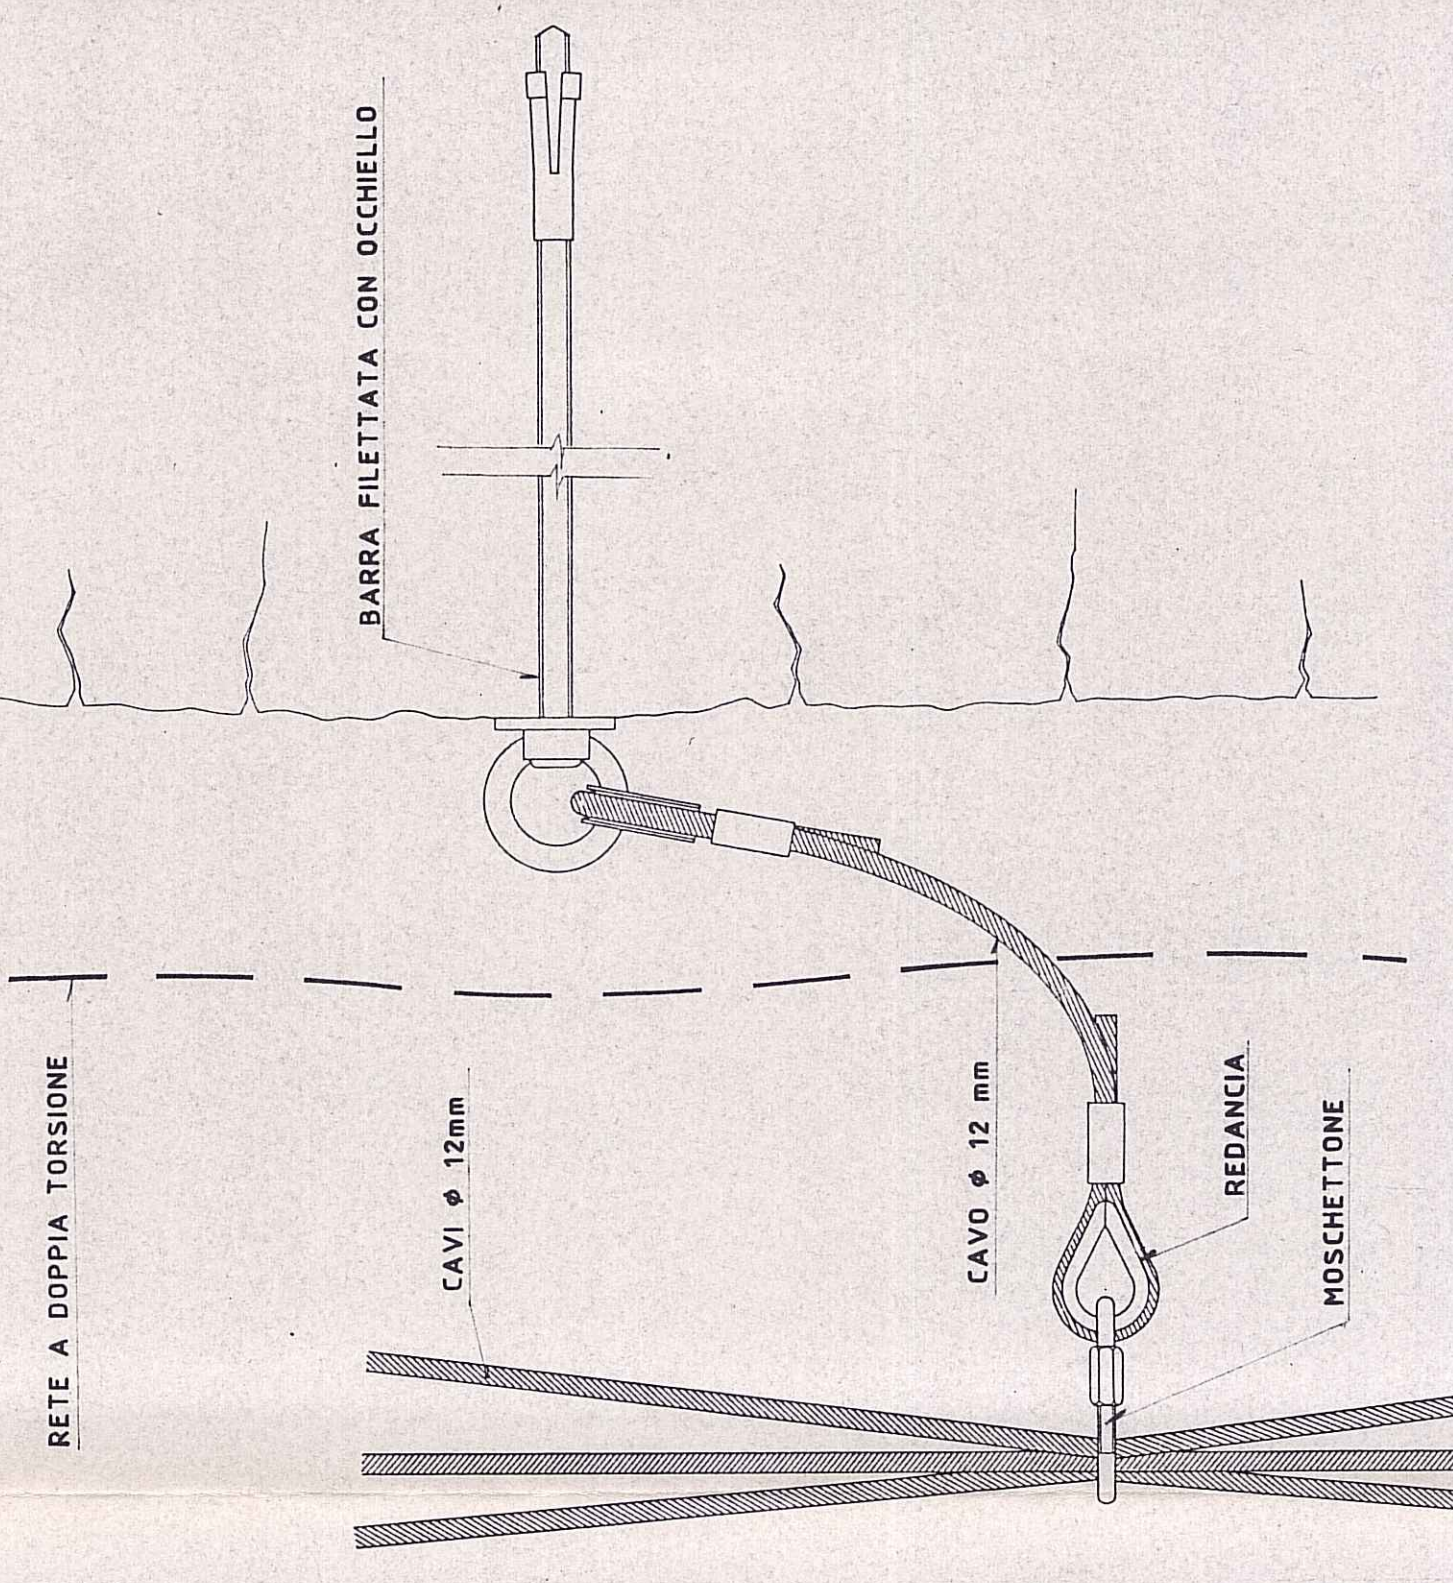 BARRA FILETTATA CON OCCHIELLO
RETE A DOPPIA TORSIONE
CAVI ϕ 12mm
CAVO ϕ 12 mm
REDANCIA
MOSCHETTONE